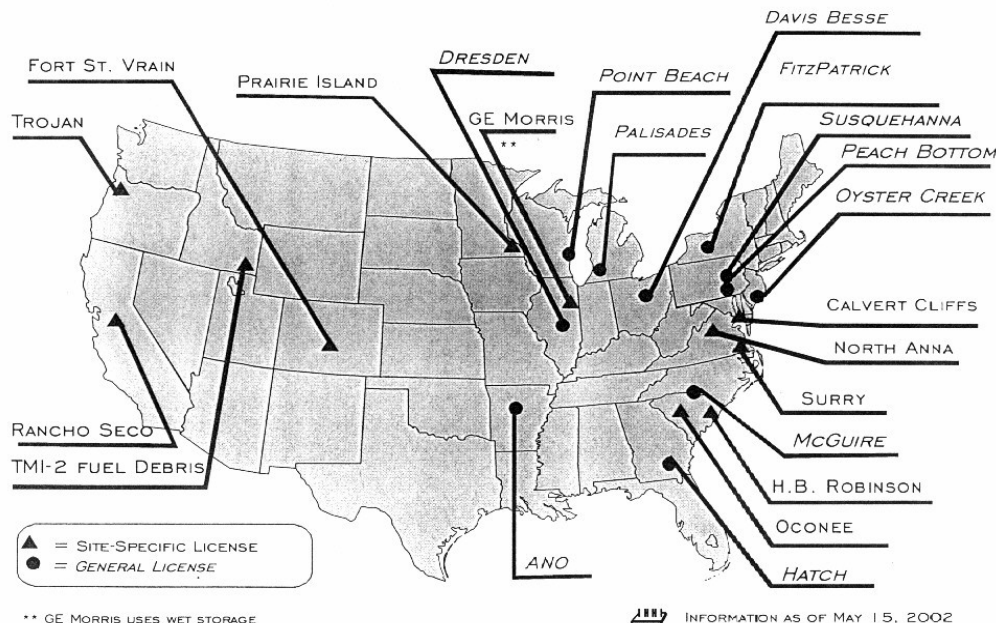 DAVIS BESSE
DRESDEN
FORT ST. VRAIN
POINT BEACH
FITZPATRICK
PRAIRIE ISLAND
TROJAN
GE MORRIS
**
PALISADES
SUSQUEHANNA
PEACH BOTTOM
OYSTER CREEK
CALVERT CLIFFS
NORTH ANNA
SURRY
RANCHO SECO
MCGUIRE
TMI-2 FUEL DEBRIS
H.B. ROBINSON
OCONEE
= SITE-SPECIFIC LICENSE
= GENERAL LICENSE
ANO
HATCH
** GE MORRIS USES WET STORAGE
INFORMATION AS OF MAY 15, 2002